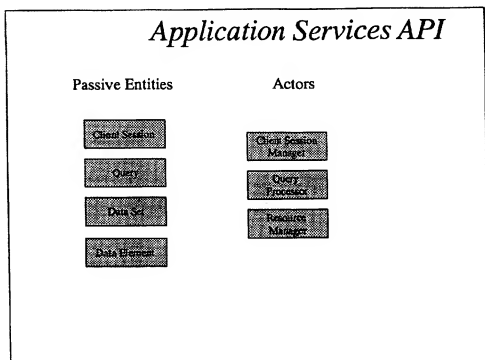 Application Services API
Passive Entities
Actors
Client Session
Query
Data Set
Data Element
Client Session
Manager
Query
Processor
Resource
Manager